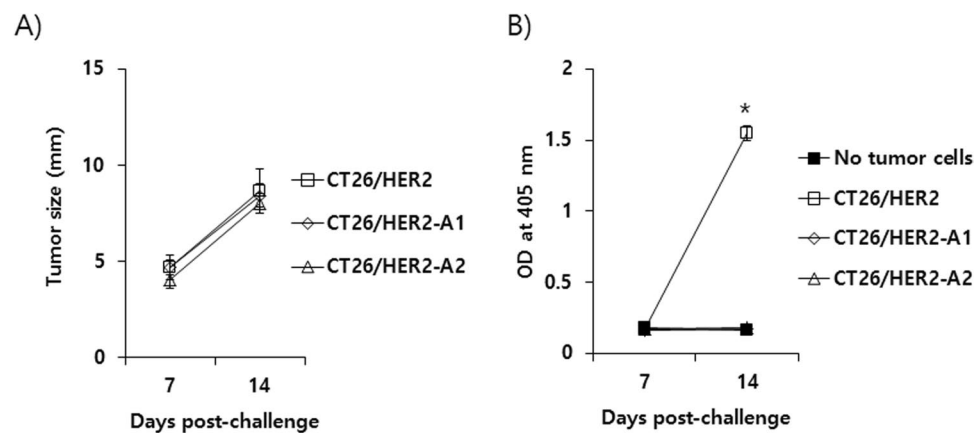 A)
Tumor size (mm)
15
10
5
0
7 14
Days post-challenge
CT26/HER2
CT26/HER2-A1
CT26/HER2-A2
B)
OD at 405 nm
2
1.5
1
0.5
0
*
7 14
Days post-challenge
No tumor cells
CT26/HER2
CT26/HER2-A1
CT26/HER2-A2